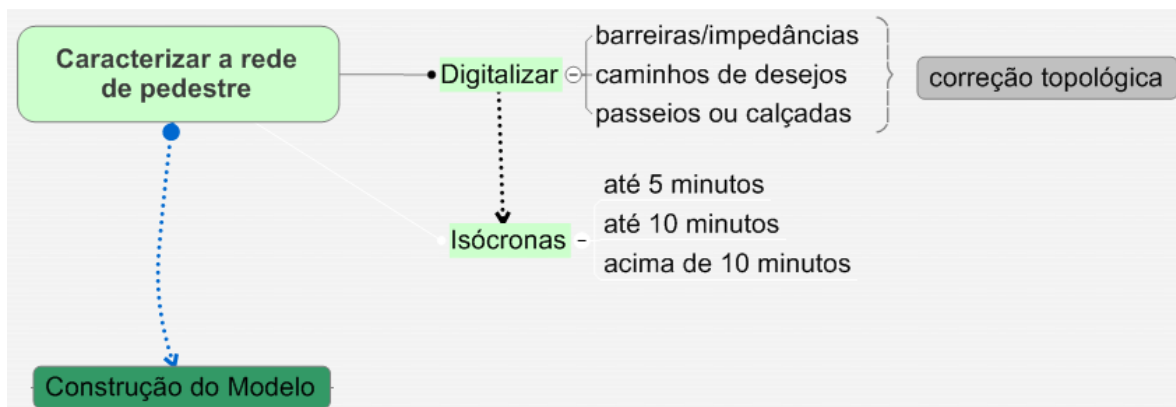 Caracterizar a rede
de pedestre
Digitalizar
barreiras/impedâncias
caminhos de desejos
passeios ou calçadas
correção topológica
Isócronas
até 5 minutos
até 10 minutos
acima de 10 minutos
Construção do Modelo